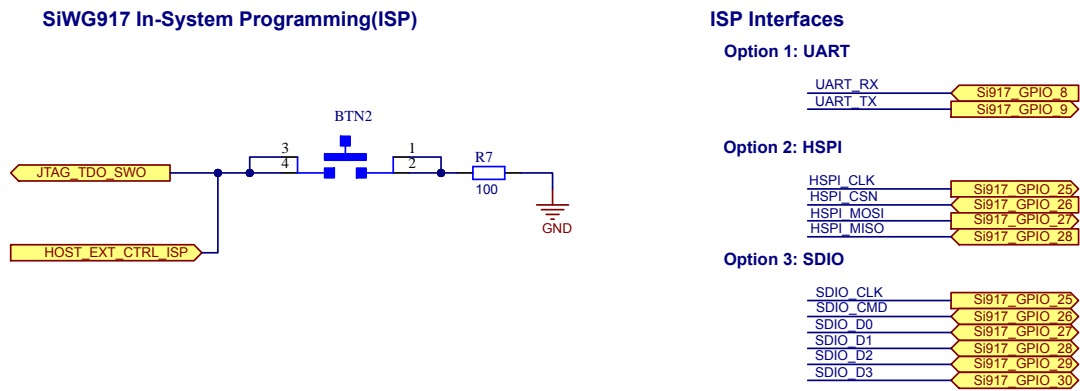 SiWG917 In-System Programming(ISP)
BTN2
3
4
1
2
R7
100
JTAG_TDO_SWO
HOST_EXT_CTRL_ISP
GND
ISP Interfaces
Option 1: UART
UART_RX Si917_GPIO_8
UART_TX Si917_GPIO_9
Option 2: HSPI
HSPI_CLK Si917_GPIO_25
HSPI_CSN Si917_GPIO_26
HSPI_MOSI Si917_GPIO_27
HSPI_MISO Si917_GPIO_28
Option 3: SDIO
SDIO_CLK Si917_GPIO_25
SDIO_CMD Si917_GPIO_26
SDIO_D0 Si917_GPIO_27
SDIO_D1 Si917_GPIO_28
SDIO_D2 Si917_GPIO_29
SDIO_D3 Si917_GPIO_30